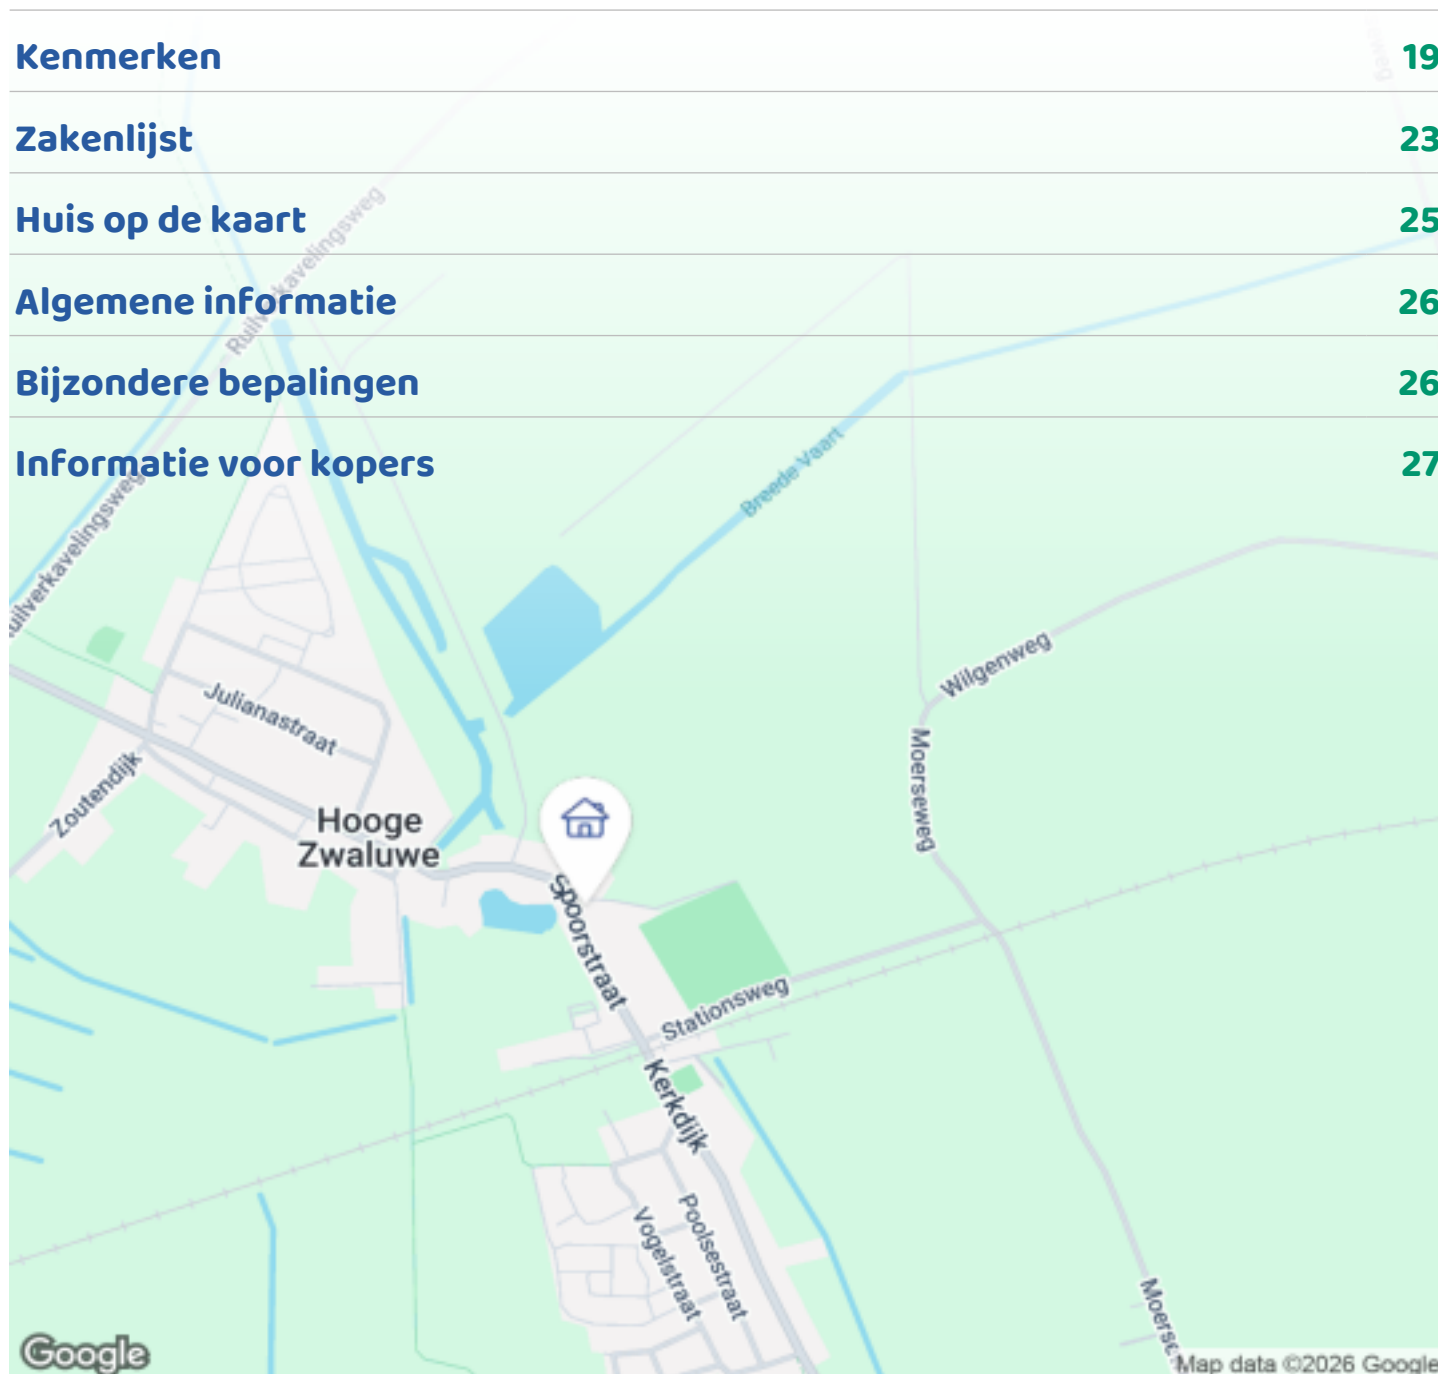 Kenmerken 19
Zakenlijst 23
Huis op de kaart 25
Algemene informatie 26
Bijzondere bepalingen 26
Informatie voor kopers 27
Ruilverkavelingsweg
Breede Vaart
uilverkavelingsweg
Wilgenweg
Julianastraat
Moerseweg
Zoutendijk
Hooge
Zwaluwe
Spoorstraat
Stationsweg
Kerkdijk
Vogelstraat
Poolsestraat
Google
Map data ©2026 Google